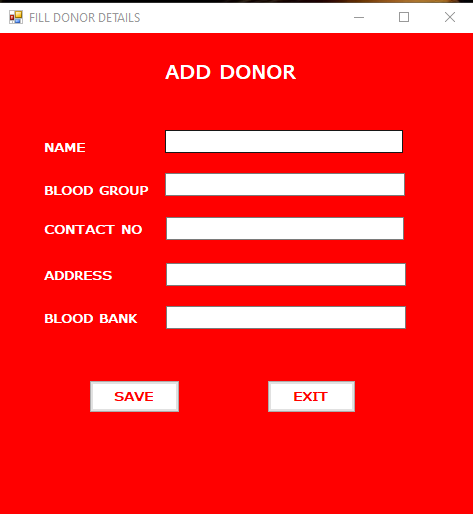 FILL DONOR DETAILS
ADD DONOR
NAME
BLOOD GROUP
CONTACT NO
ADDRESS
BLOOD BANK
SAVE EXIT